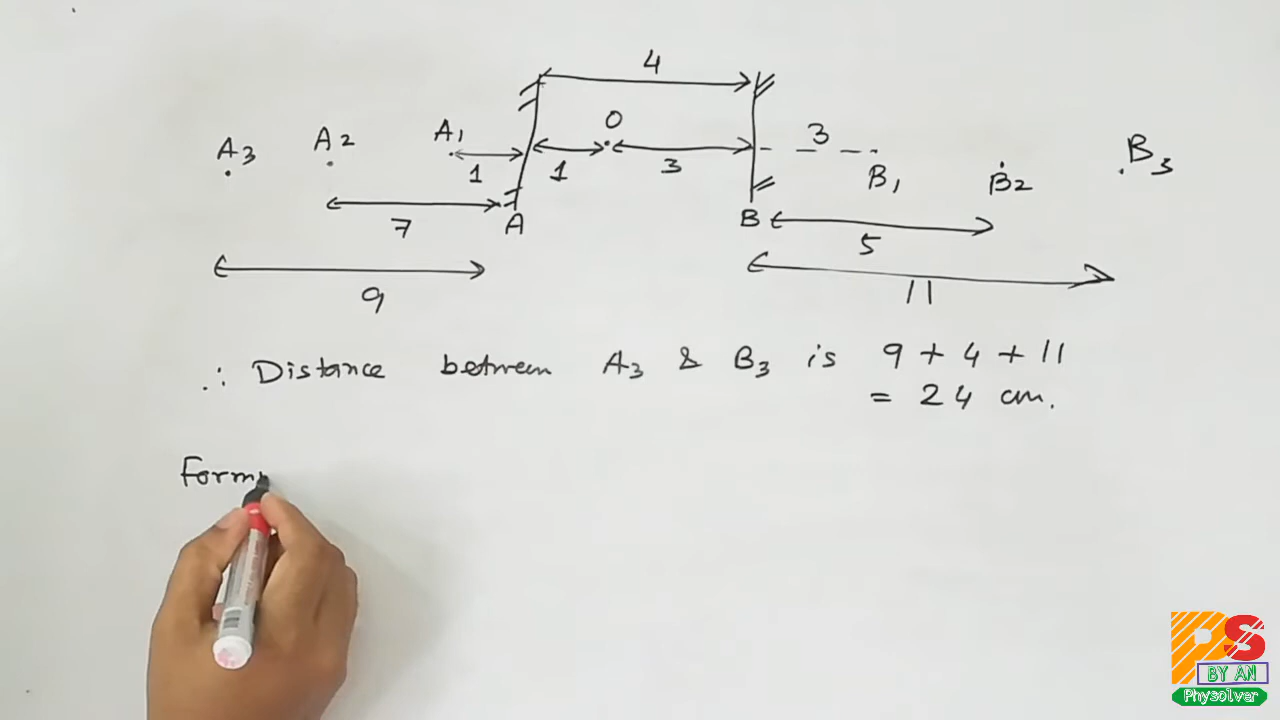 4
A3 A2 A1 O 3 B1 B2 B3
1 1 3
7 A B 5
9 11
∴ Distance between A3 & B3 is 9 + 4 + 11
= 24 cm.
Form
PS
BY AN
Physolver